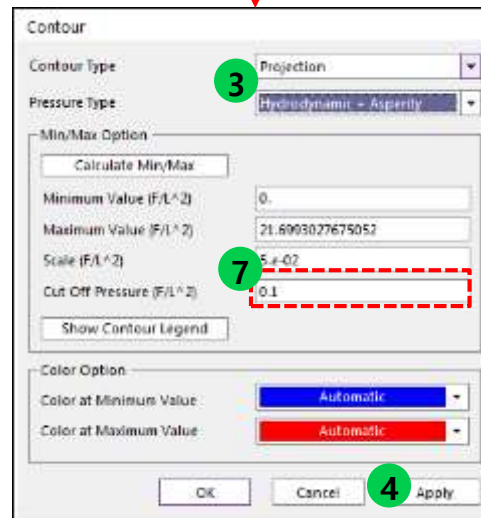 Contour
Contour Type Projection
3
Pressure Type Hydrodynamic + Asperity
Min/Max Option
Calculate Min/Max
Minimum Value (F/L^2) 0.
Maximum Value (F/L^2) 21.6993027675052
Scale (F/L^2) 5.e-02
7
Cut Off Pressure (F/L^2) 0.1
Show Contour Legend
Color Option
Color at Minimum Value Automatic
Color at Maximum Value Automatic
OK Cancel 4 Apply